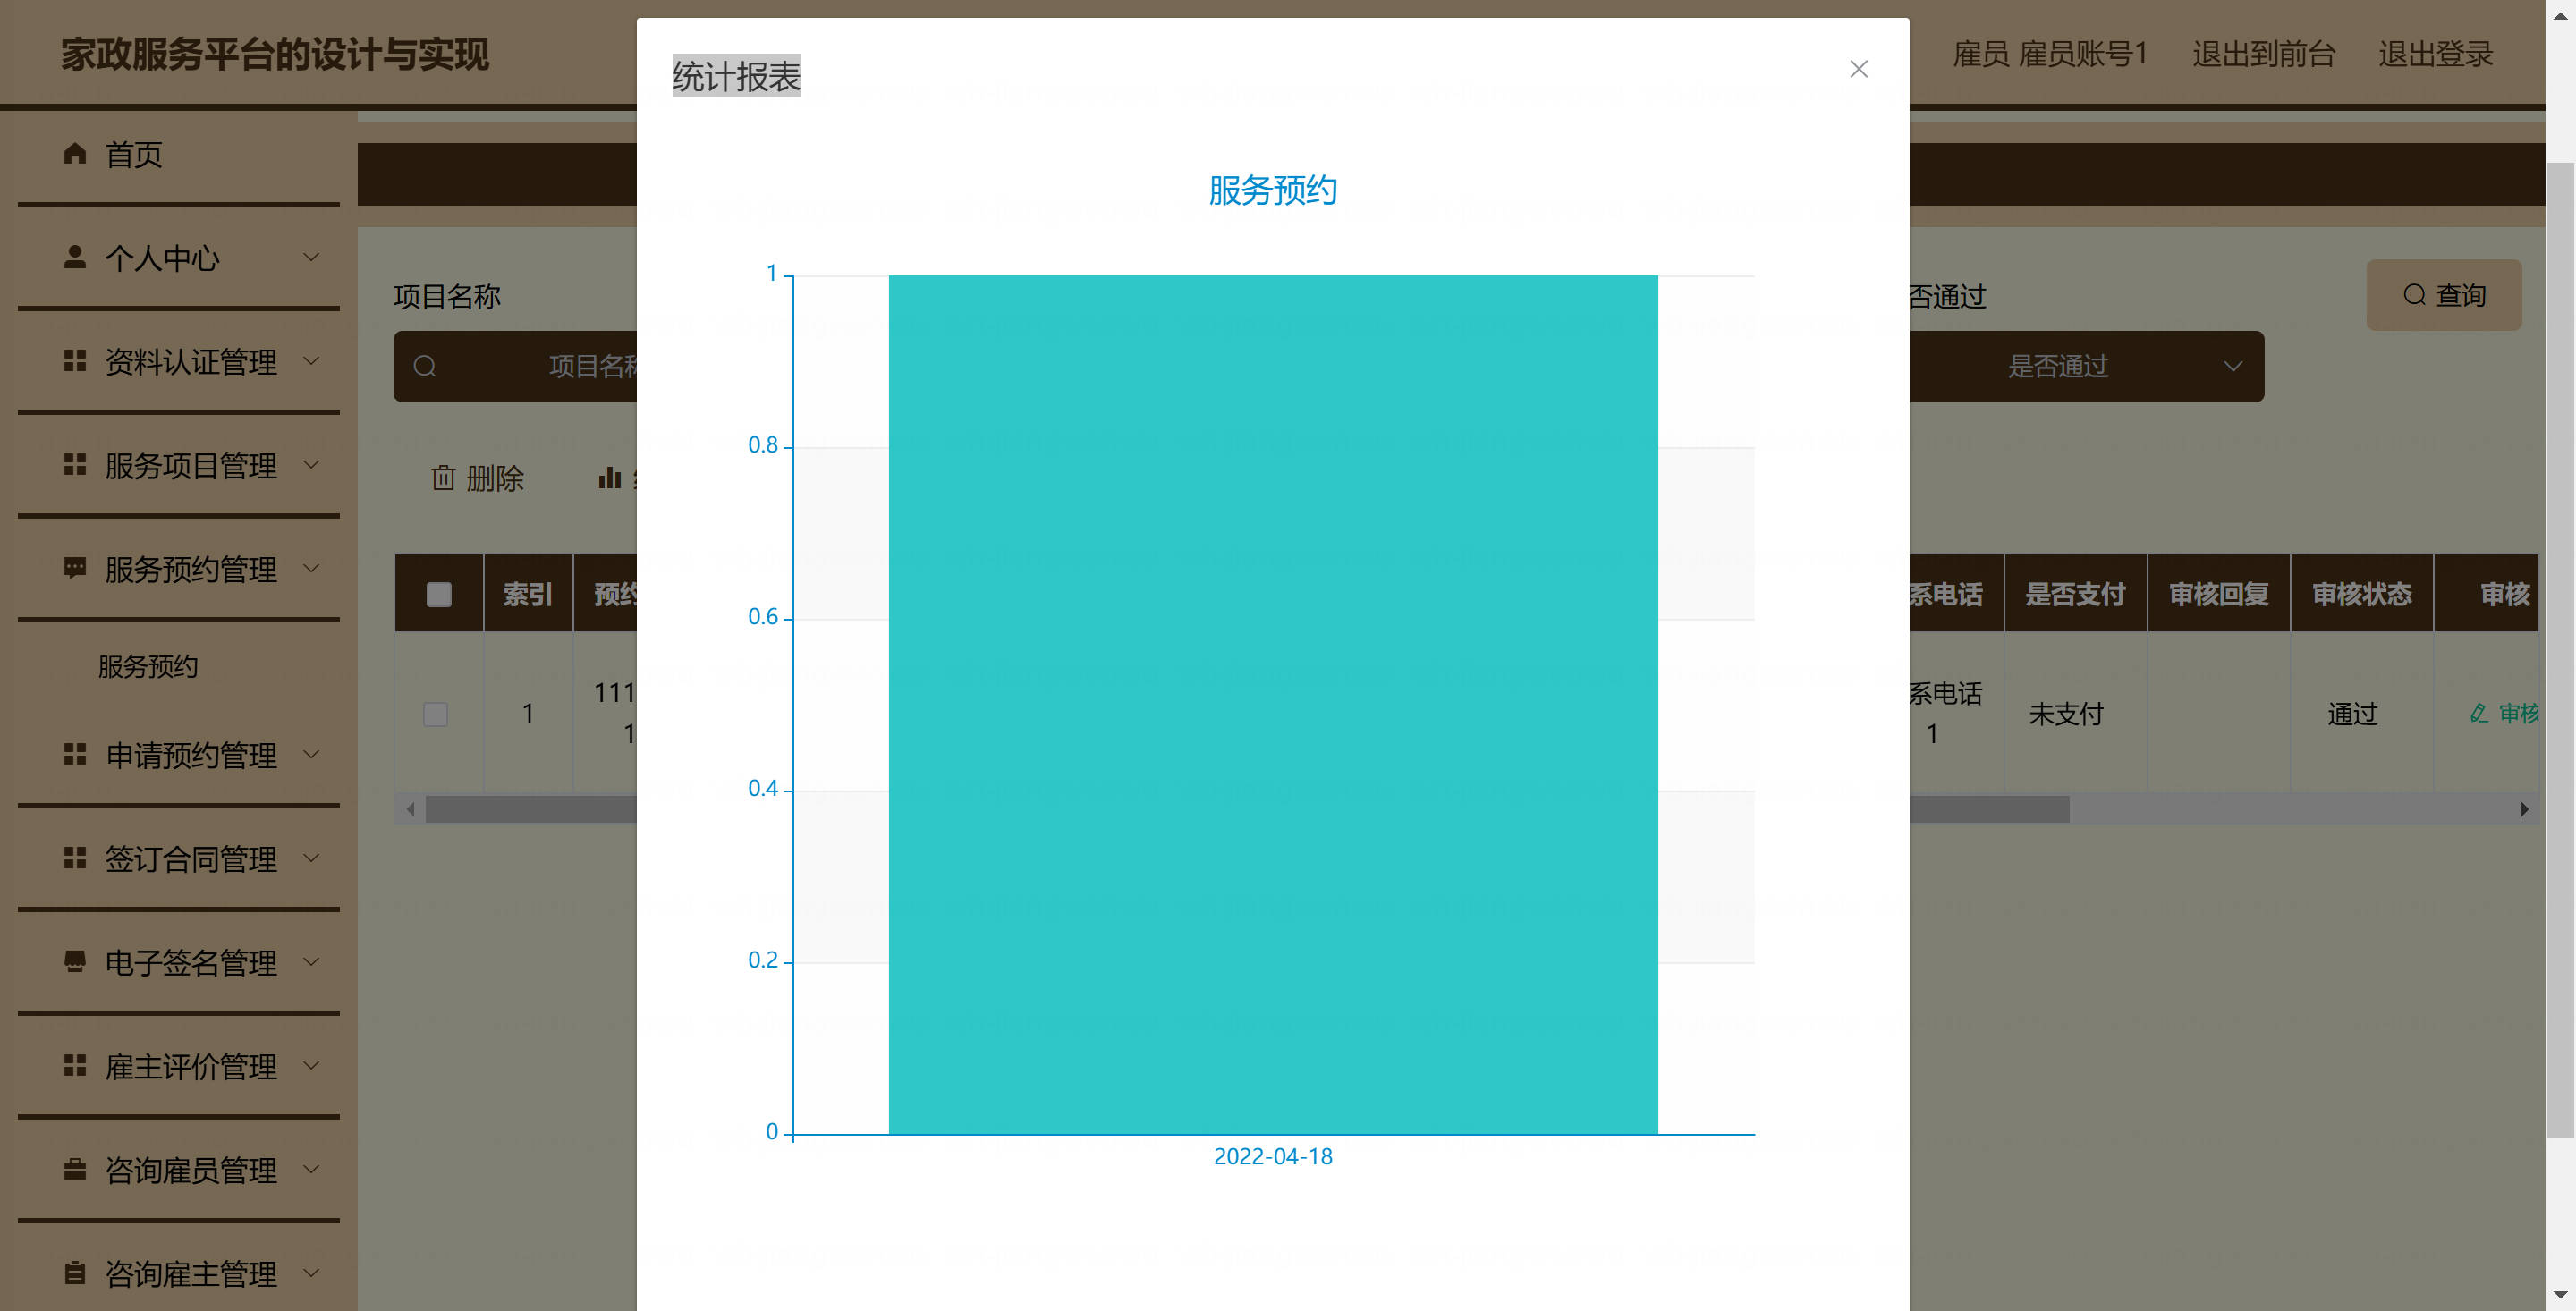 家政服务平台的设计与实现
雇员 雇员账号1
退出到前台
退出登录
首页
个人中心
资料认证管理
服务项目管理
服务预约管理
服务预约
申请预约管理
签订合同管理
电子签名管理
雇主评价管理
咨询雇员管理
咨询雇主管理
项目名称
项目名称
删除
索引
预约
1
111
1
统计报表
服务预约
1
0.8
0.6
0.4
0.2
0
2022-04-18
否通过
是否通过
查询
系电话
是否支付
审核回复
审核状态
审核
系电话
1
未支付
通过
审核